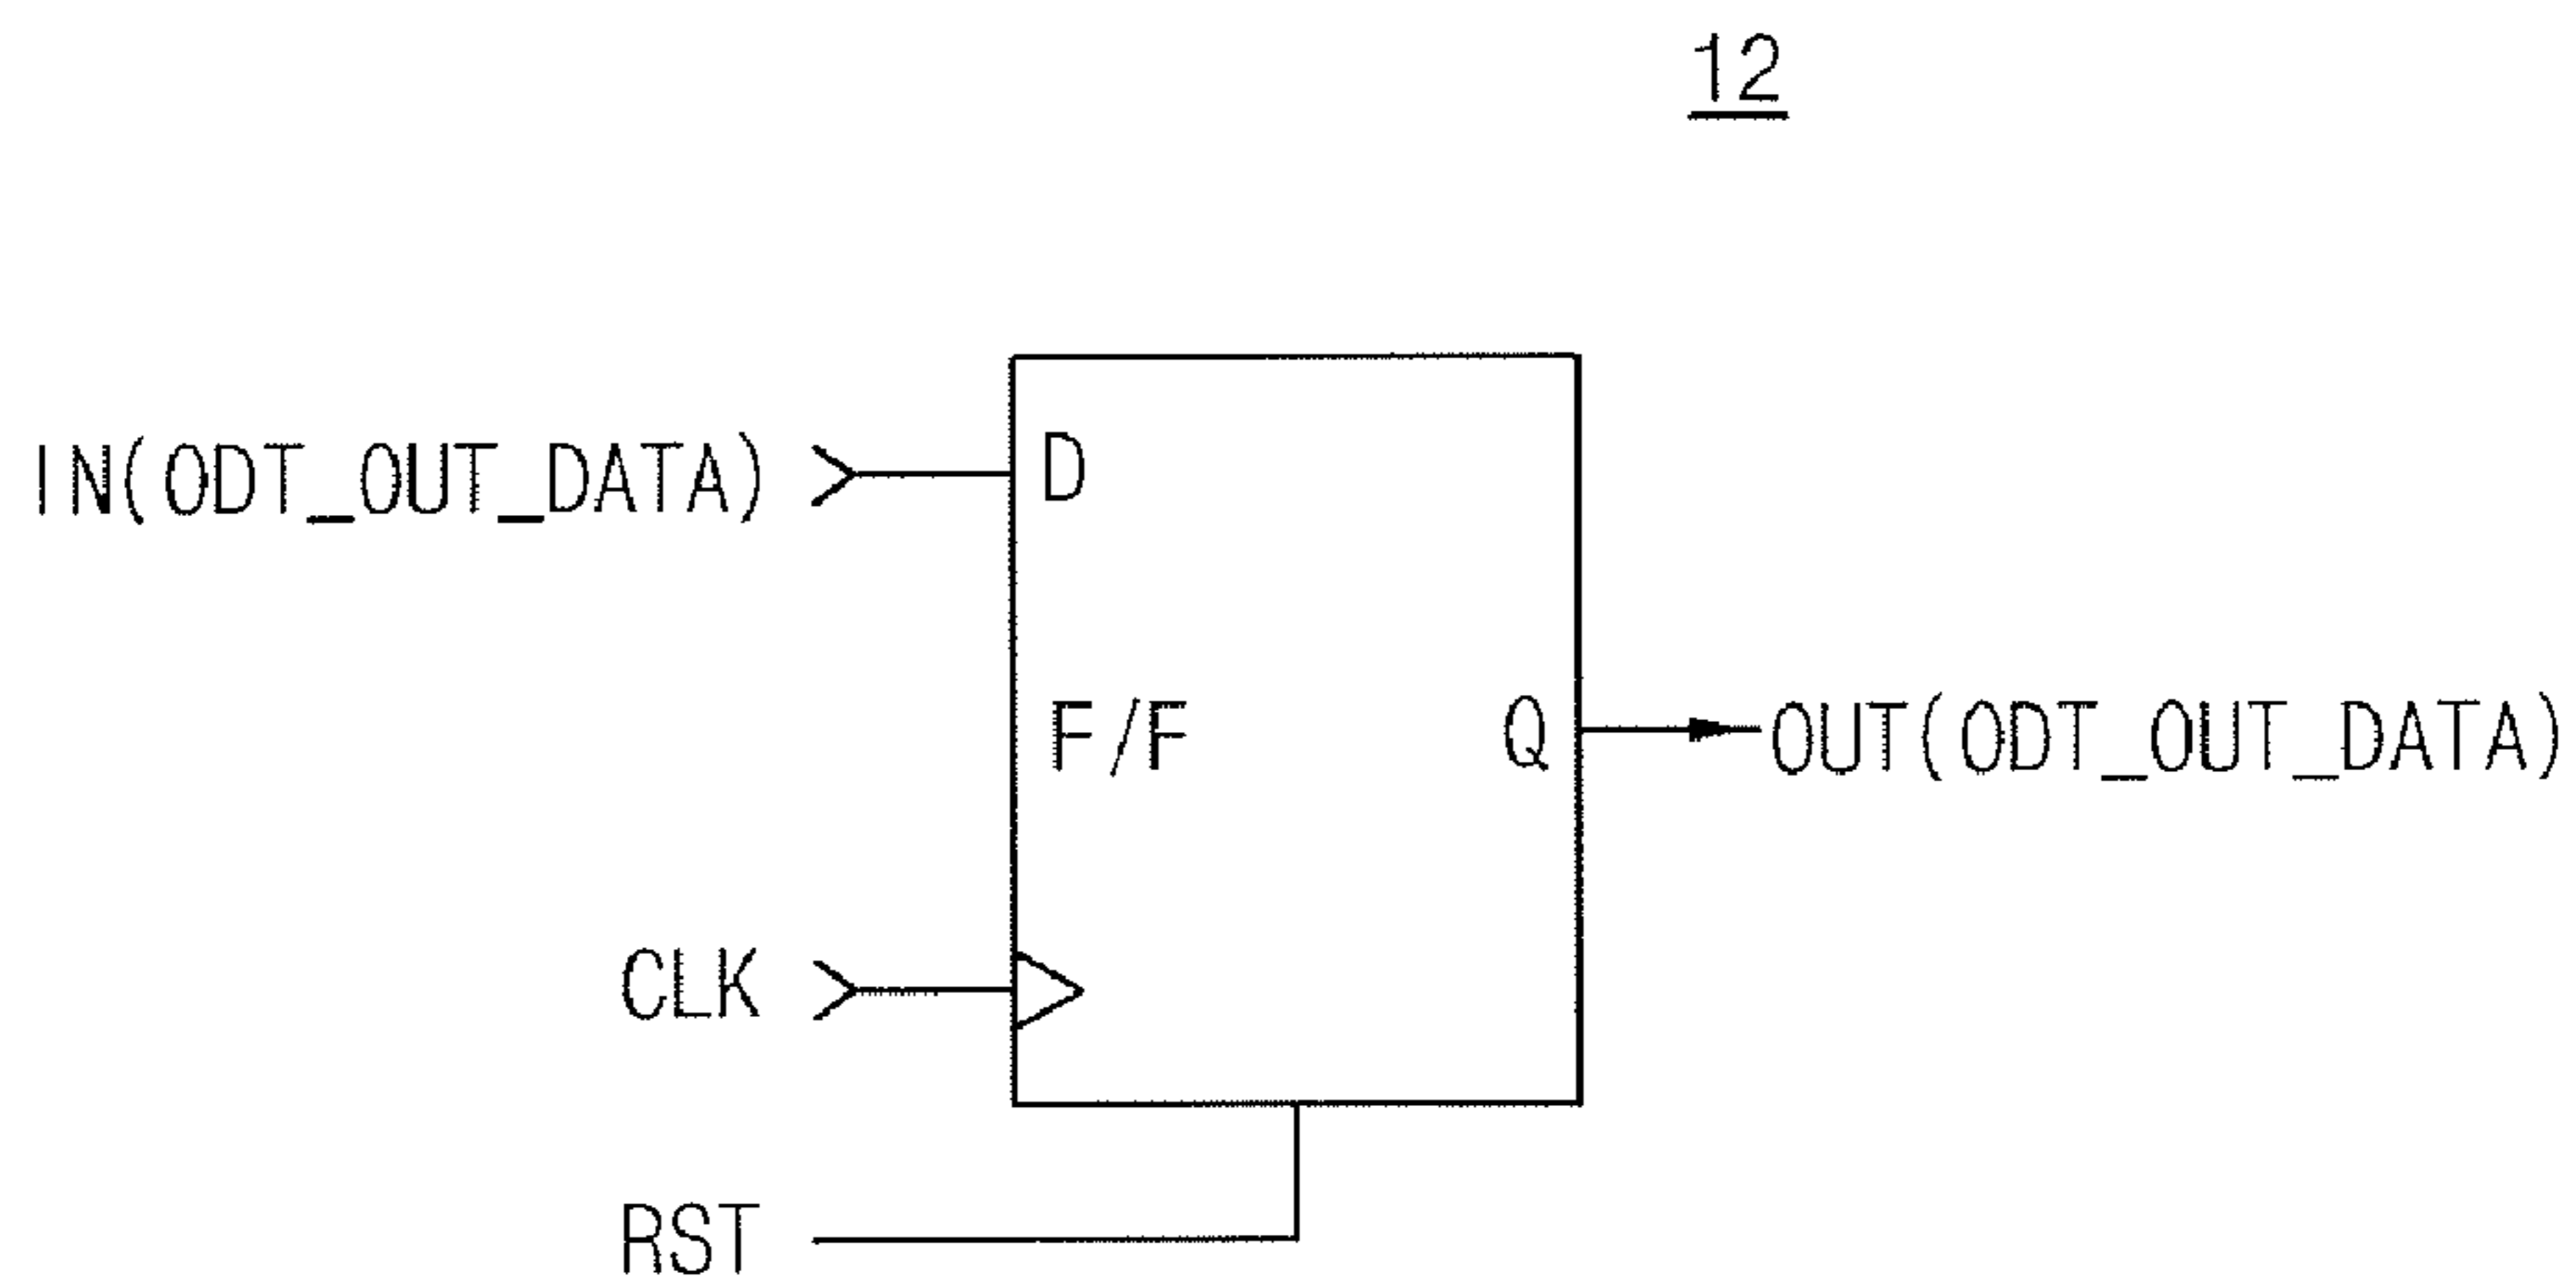 12
IN(ODT_OUT_DATA)
D
F/F
Q
OUT(ODT_OUT_DATA)
CLK
RST